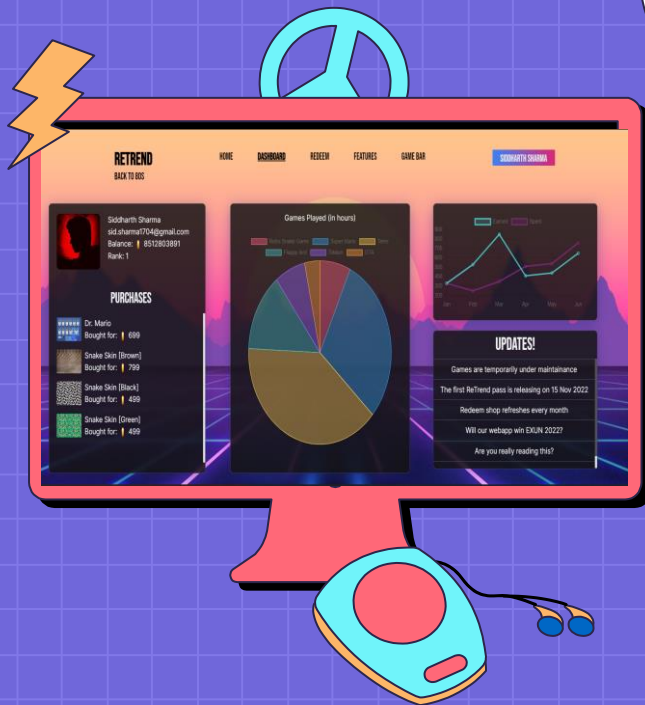 RETREND
BACK TO 80S
HOME
DASHBOARD
REDEEM
FEATURES
GAME BAR
SIDDHARTH SHARMA
Siddharth Sharma
sid.sharma1704@gmail.com
Balance: 8512803891
Rank: 1
PURCHASES
Dr. Mario
Bought for: 699
Snake Skin [Brown]
Bought for: 799
Snake Skin [Black]
Bought for: 499
Snake Skin [Green]
Bought for: 499
Games Played (in hours)
Earned
Spent
Jan
Feb
Mar
Apr
May
Jun
UPDATES!
Games are temporarily under maintainance
The first ReTrend pass is releasing on 15 Nov 2022
Redeem shop refreshes every month
Will our webapp win EXUN 2022?
Are you really reading this?